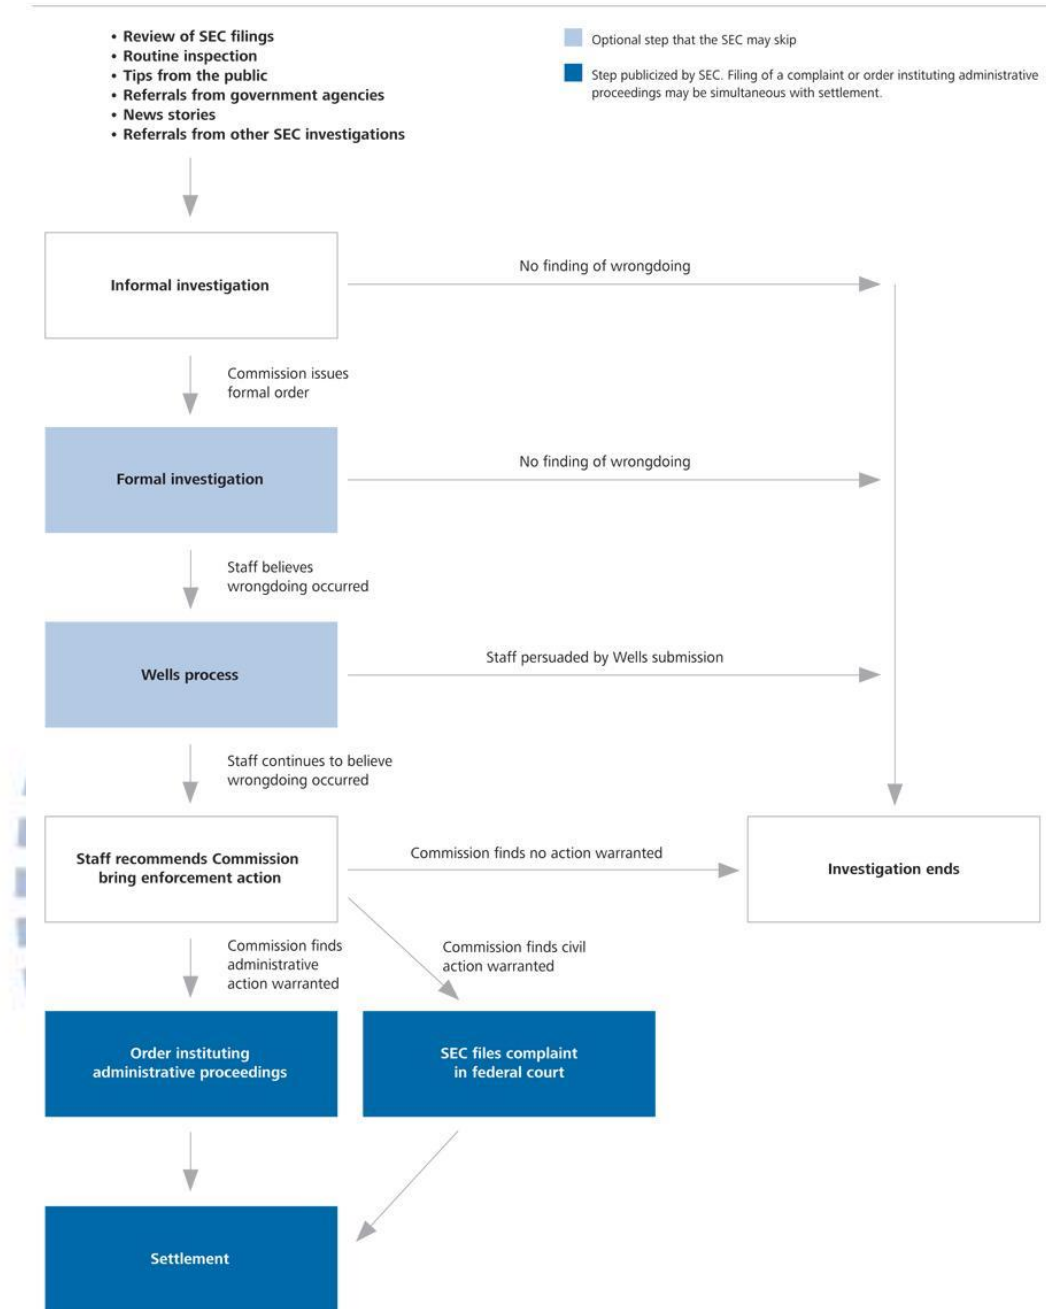 • Review of SEC filings
• Routine inspection
• Tips from the public
• Referrals from government agencies
• News stories
• Referrals from other SEC investigations
Optional step that the SEC may skip
Step publicized by SEC. Filing of a complaint or order instituting administrative
proceedings may be simultaneous with settlement.
Informal investigation
No finding of wrongdoing
Commission issues
formal order
Formal investigation
No finding of wrongdoing
Staff believes
wrongdoing occurred
Wells process
Staff persuaded by Wells submission
Staff continues to believe
wrongdoing occurred
Staff recommends Commission
bring enforcement action
Commission finds no action warranted
Investigation ends
Commission finds
administrative
action warranted
Commission finds civil
action warranted
Order instituting
administrative proceedings
SEC files complaint
in federal court
Settlement